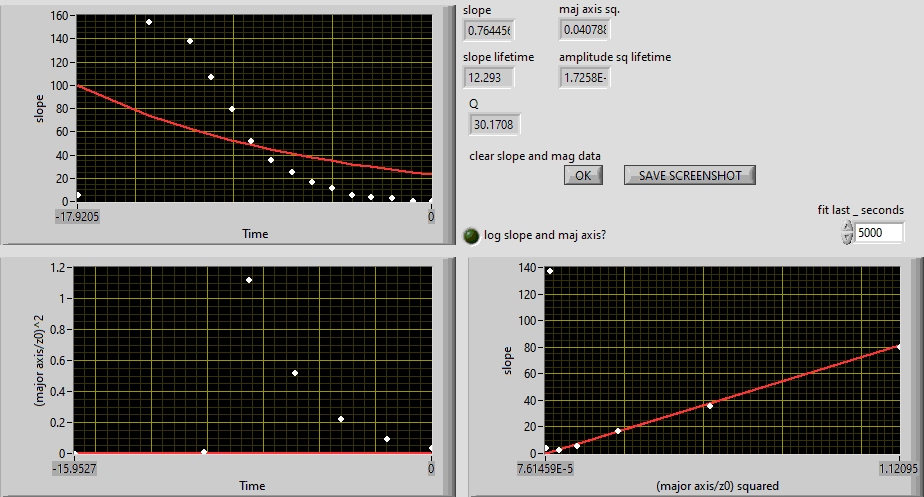 slope
160
140
120
100
80
60
40
20
0
-17.9205
0
Time
slope
0.764456
maj axis sq.
0.040788
slope lifetime
12.293
amplitude sq lifetime
1.7258E-
Q
30.1708
clear slope and mag data
OK
SAVE SCREENSHOT
log slope and maj axis?
fit last _ seconds
5000
(major axis/z0)^2
1.2
1
0.8
0.6
0.4
0.2
0
-15.9527
0
Time
slope
140
120
100
80
60
40
20
0
7.61459E-5
1.12095
(major axis/z0) squared